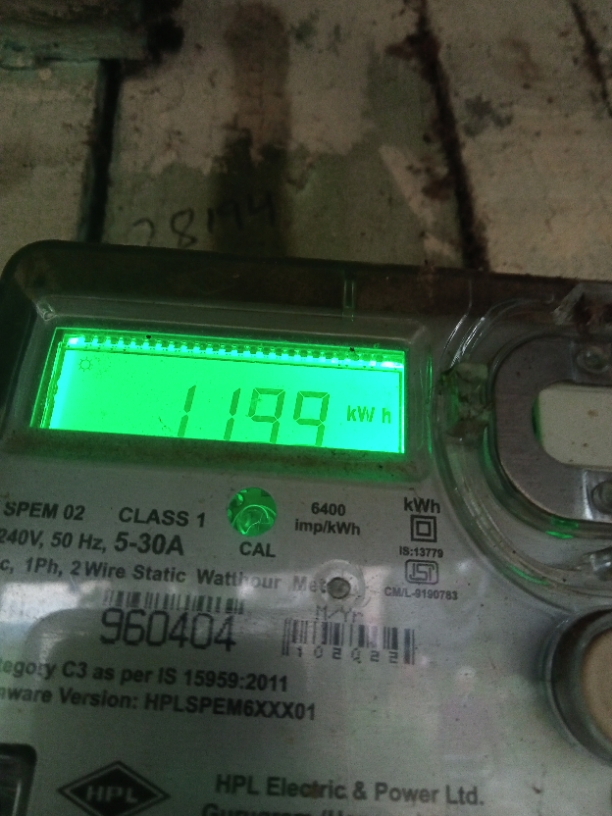 28194
1199 kWh
SPEM 02 CLASS 1 6400 imp/kWh kWh
240V, 50 Hz, 5-30A CAL IS:13779
c, 1Ph, 2 Wire Static Watthour CM/L-9190783
M/Yr
960404
102022
tegory C3 as per IS 15959:2011
ware Version: HPLSPEM6XXX01
HPL
HPL Electric & Power Ltd.